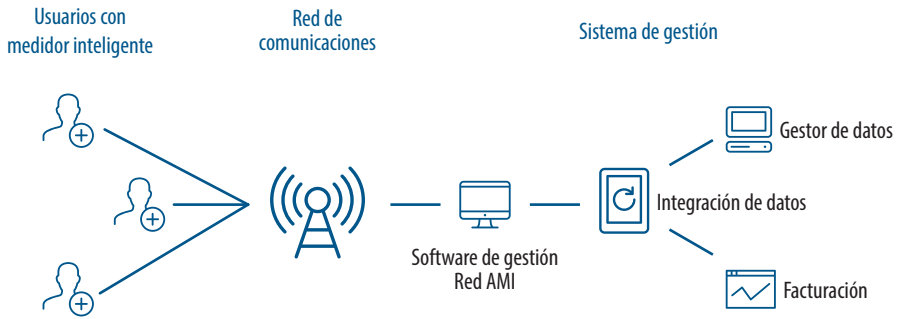 Usuarios con
medidor inteligente
Red de
comunicaciones
Sistema de gestión
Gestor de datos
Integración de datos
Software de gestión
Red AMI
Facturación